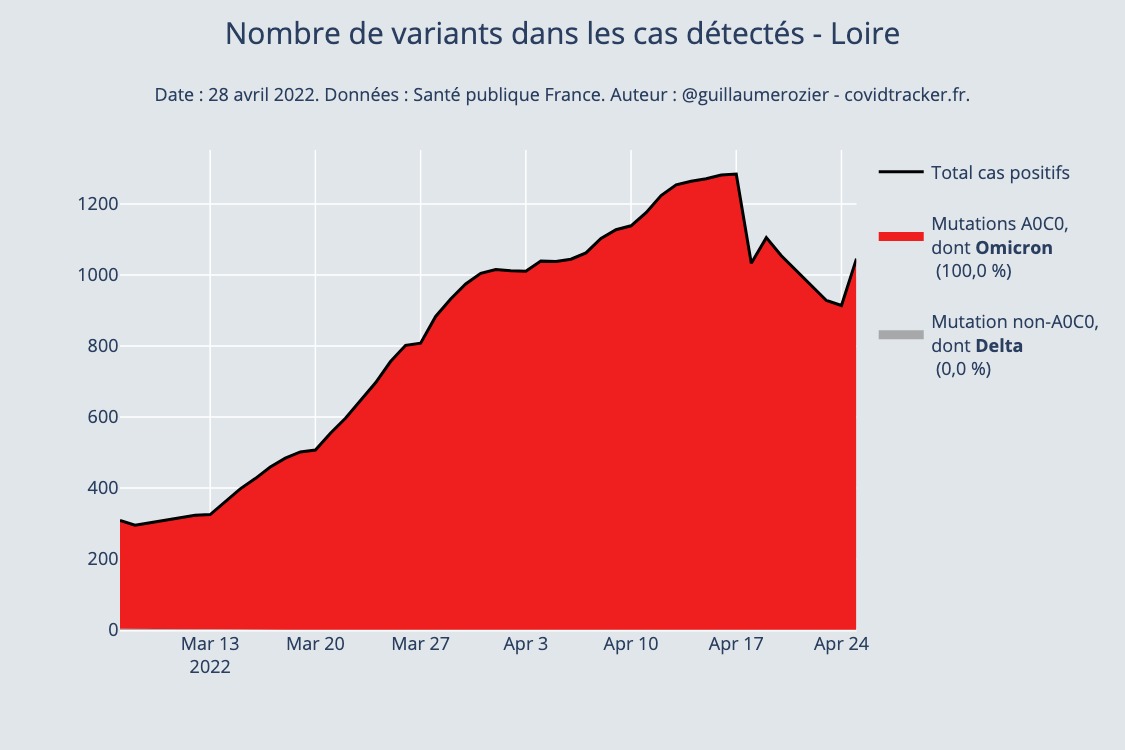 Nombre de variants dans les cas détectés - Loire
Date : 28 avril 2022. Données : Santé publique France. Auteur : @guillaumerozier - covidtracker.fr.
Total cas positifs
Mutations A0C0,
dont Omicron
(100,0 %)
Mutation non-A0C0,
dont Delta
(0,0 %)
1200
1000
800
600
400
200
0
Mar 13
2022
Mar 20
Mar 27
Apr 3
Apr 10
Apr 17
Apr 24